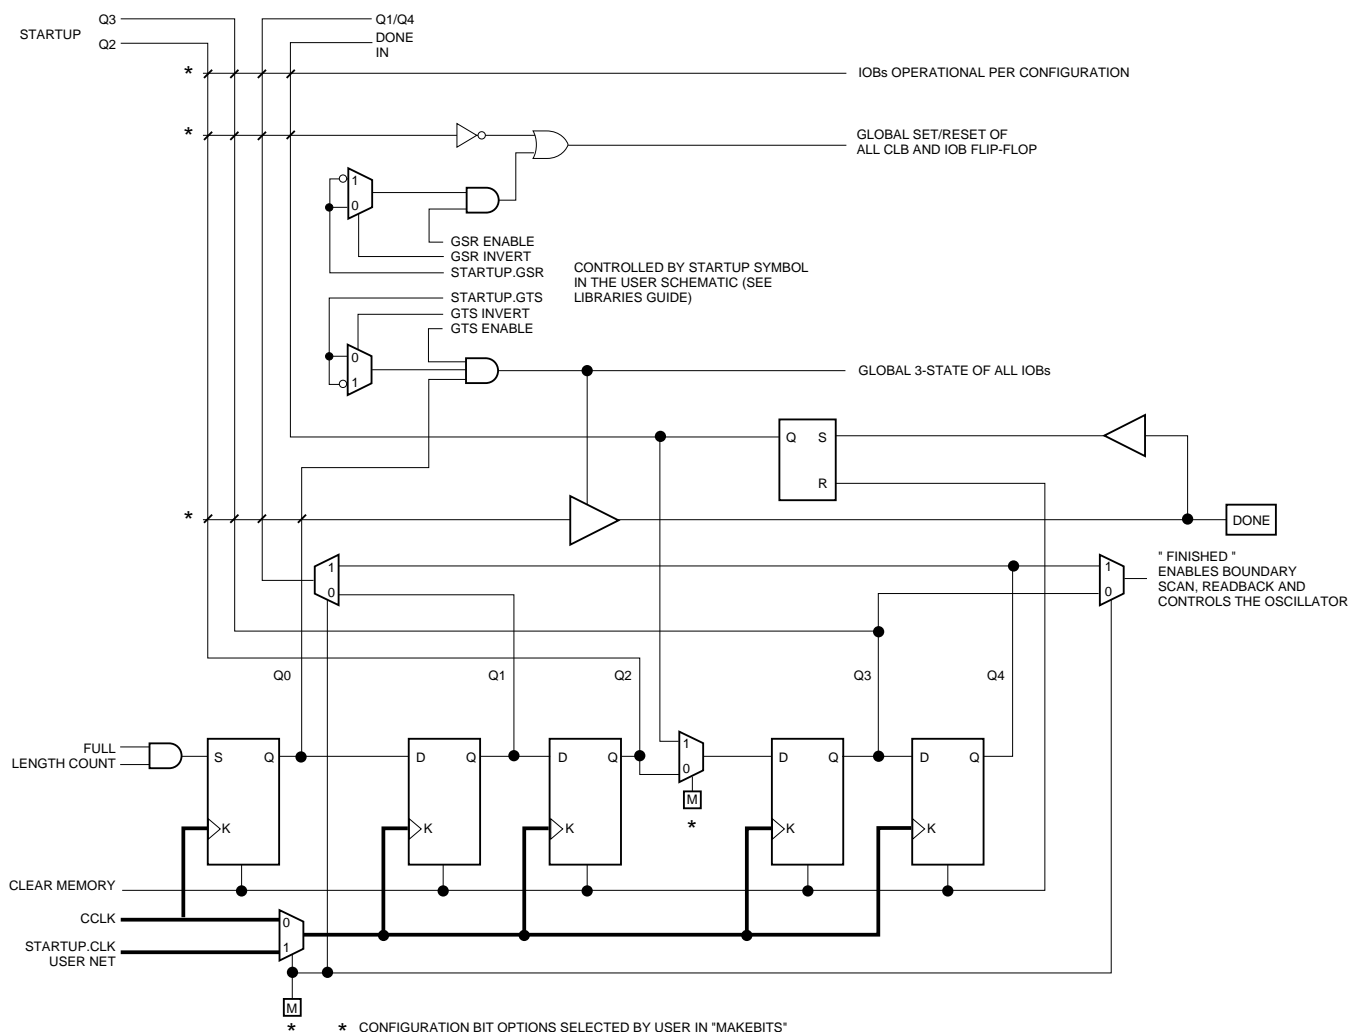 Q3
Q1/Q4
STARTUP
Q2
DONE
IN
*
IOBs OPERATIONAL PER CONFIGURATION
*
GLOBAL SET/RESET OF
ALL CLB AND IOB FLIP-FLOP
1
0
GSR ENABLE
GSR INVERT
STARTUP.GSR
CONTROLLED BY STARTUP SYMBOL
IN THE USER SCHEMATIC (SEE
LIBRARIES GUIDE)
STARTUP.GTS
GTS INVERT
GTS ENABLE
0
1
GLOBAL 3-STATE OF ALL IOBs
Q S
R
*
DONE
1
0
1
0
" FINISHED "
ENABLES BOUNDARY
SCAN, READBACK AND
CONTROLS THE OSCILLATOR
Q0
Q1
Q2
Q3
Q4
FULL
LENGTH COUNT
S Q
K
D Q
K
D Q
K
1
0
M
*
D Q
K
D Q
K
CLEAR MEMORY
CCLK
0
STARTUP.CLK
USER NET
1
M
*
* CONFIGURATION BIT OPTIONS SELECTED BY USER IN "MAKEBITS"